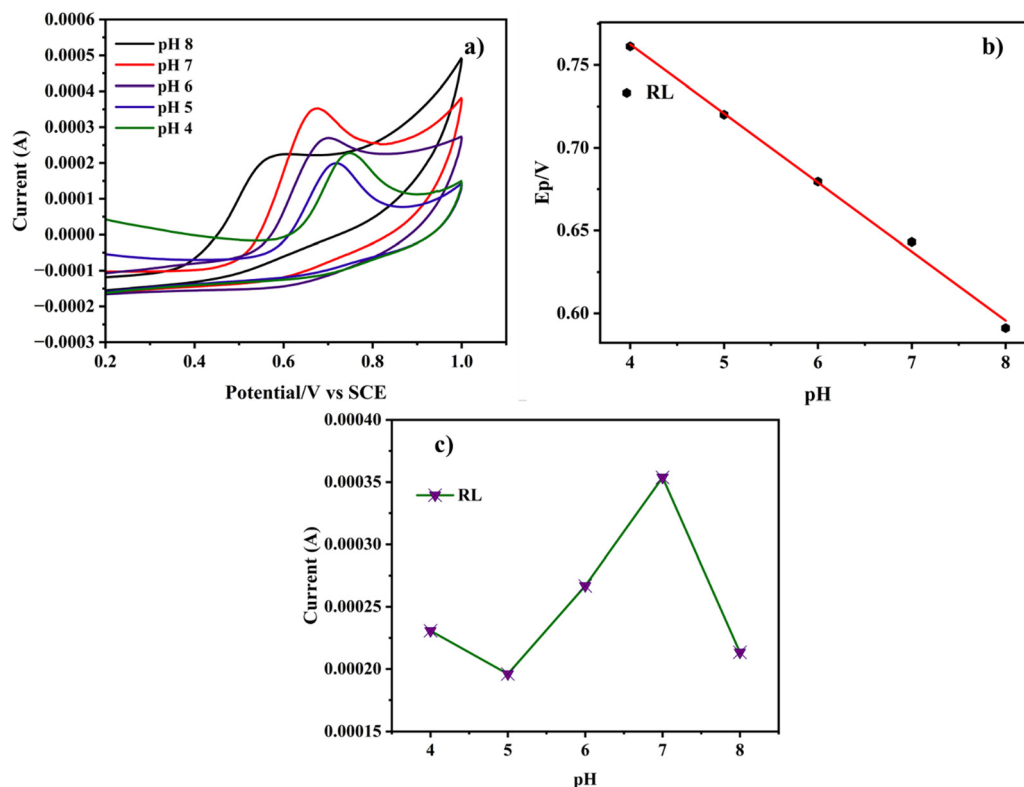 a)
pH 8
pH 7
pH 6
pH 5
pH 4
0.0006
0.0005
0.0004
0.0003
0.0002
0.0001
0.0000
−0.0001
−0.0002
−0.0003
Current (A)
0.2 0.4 0.6 0.8 1.0
Potential/V vs SCE
b)
RL
0.75
0.70
0.65
0.60
Ep/V
4 5 6 7 8
pH
c)
RL
0.00040
0.00035
0.00030
0.00025
0.00020
0.00015
Current (A)
4 5 6 7 8
pH